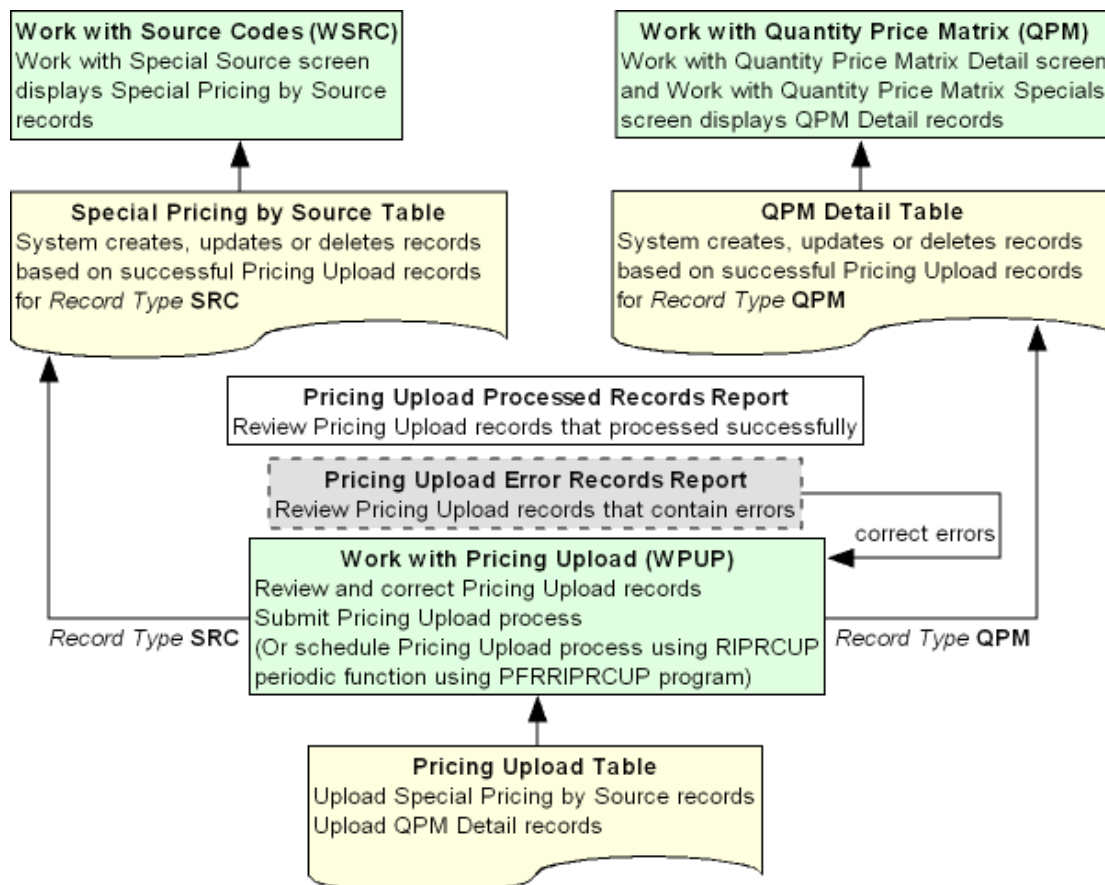 Work with Source Codes (WSRC)
Work with Special Source screen
displays Special Pricing by Source
records
Work with Quantity Price Matrix (QPM)
Work with Quantity Price Matrix Detail screen
and Work with Quantity Price Matrix Specials
screen displays QPM Detail records
Special Pricing by Source Table
System creates, updates or deletes records
based on successful Pricing Upload records
for Record Type SRC
QPM Detail Table
System creates, updates or deletes records
based on successful Pricing Upload records
for Record Type QPM
Pricing Upload Processed Records Report
Review Pricing Upload records that processed successfully
Pricing Upload Error Records Report
Review Pricing Upload records that contain errors
correct errors
Work with Pricing Upload (WPUP)
Review and correct Pricing Upload records
Submit Pricing Upload process
(Or schedule Pricing Upload process using RIPRCUP
periodic function using PFRRIPRCUP program)
Record Type SRC
Record Type QPM
Pricing Upload Table
Upload Special Pricing by Source records
Upload QPM Detail records